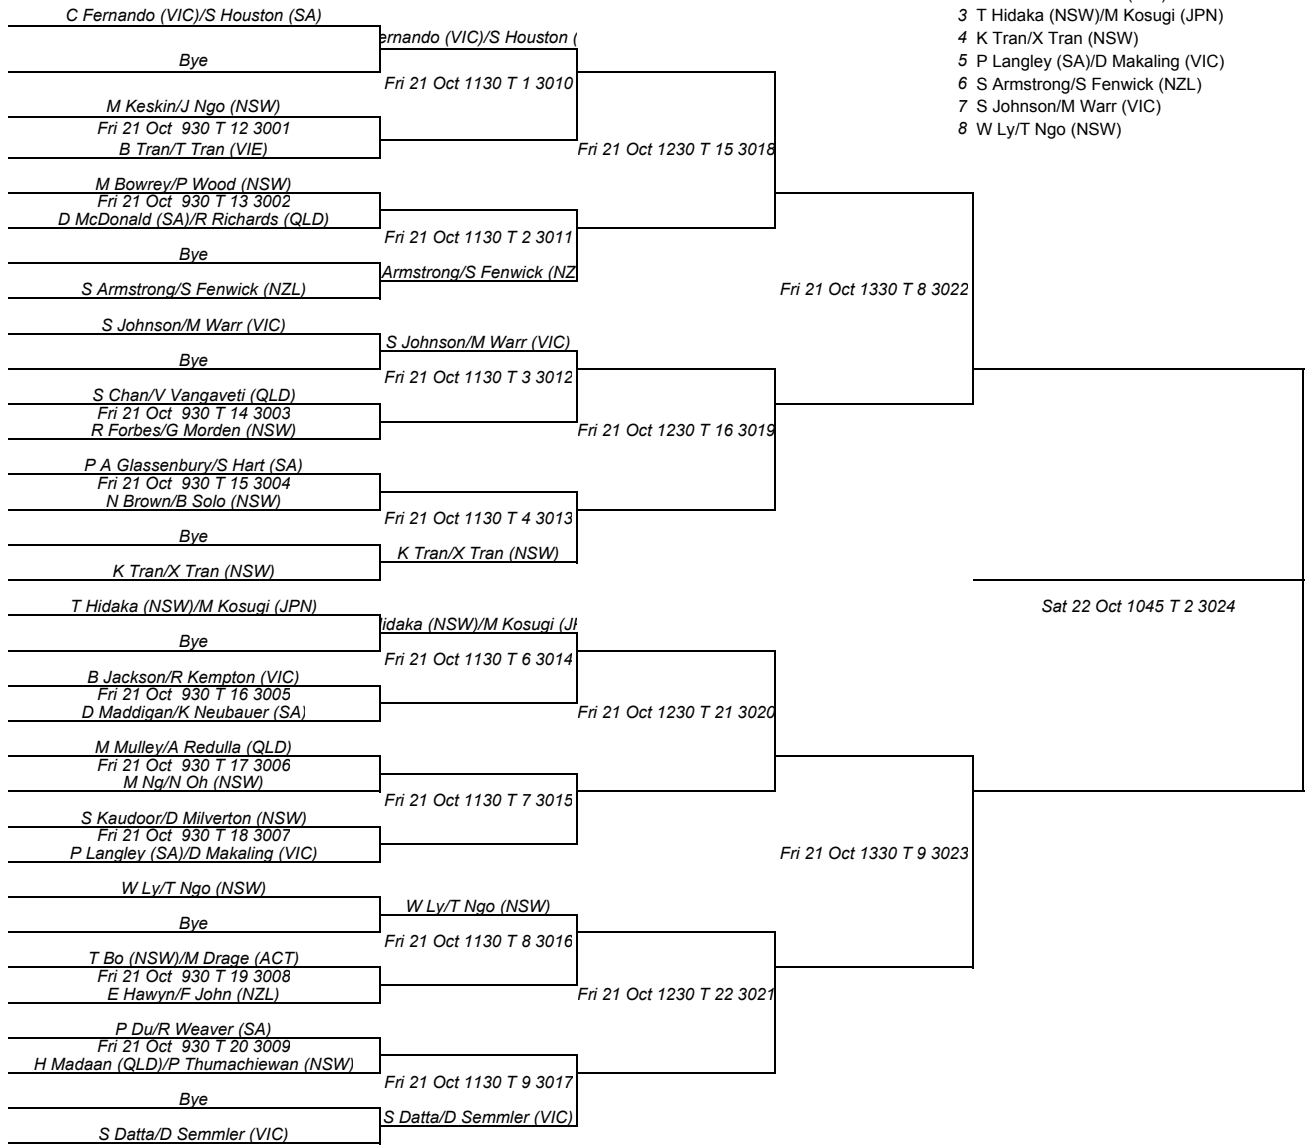 C Fernando (VIC)/S Houston (SA)
Bye
M Keskin/J Ngo (NSW)
Fri 21 Oct 930 T 12 3001
B Tran/T Tran (VIE)
M Bowrey/P Wood (NSW)
Fri 21 Oct 930 T 13 3002
D McDonald (SA)/R Richards (QLD)
Bye
S Armstrong/S Fenwick (NZL)
S Johnson/M Warr (VIC)
Bye
S Chan/V Vangaveti (QLD)
Fri 21 Oct 930 T 14 3003
R Forbes/G Morden (NSW)
P A Glassenbury/S Hart (SA)
Fri 21 Oct 930 T 15 3004
N Brown/B Solo (NSW)
Bye
K Tran/X Tran (NSW)
T Hidaka (NSW)/M Kosugi (JPN)
Bye
B Jackson/R Kempton (VIC)
Fri 21 Oct 930 T 16 3005
D Maddigan/K Neubauer (SA)
M Mulley/A Redulla (QLD)
Fri 21 Oct 930 T 17 3006
M Ng/N Oh (NSW)
S Kaudoor/D Milverton (NSW)
Fri 21 Oct 930 T 18 3007
P Langley (SA)/D Makaling (VIC)
W Ly/T Ngo (NSW)
Bye
T Bo (NSW)/M Drage (ACT)
Fri 21 Oct 930 T 19 3008
E Hawyn/F John (NZL)
P Du/R Weaver (SA)
Fri 21 Oct 930 T 20 3009
H Madaan (QLD)/P Thumachiewan (NSW)
Bye
S Datta/D Semmler (VIC)
ernando (VIC)/S Houston (
Fri 21 Oct 1130 T 1 3010
Fri 21 Oct 1130 T 2 3011
Armstrong/S Fenwick (NZ
S Johnson/M Warr (VIC)
Fri 21 Oct 1130 T 3 3012
Fri 21 Oct 1130 T 4 3013
K Tran/X Tran (NSW)
idaka (NSW)/M Kosugi (J
Fri 21 Oct 1130 T 6 3014
Fri 21 Oct 1130 T 7 3015
W Ly/T Ngo (NSW)
Fri 21 Oct 1130 T 8 3016
Fri 21 Oct 1130 T 9 3017
S Datta/D Semmler (VIC)
Fri 21 Oct 1230 T 15 3018
Fri 21 Oct 1230 T 16 3019
Fri 21 Oct 1230 T 21 3020
Fri 21 Oct 1230 T 22 3021
Fri 21 Oct 1330 T 8 3022
Fri 21 Oct 1330 T 9 3023
3 T Hidaka (NSW)/M Kosugi (JPN)
4 K Tran/X Tran (NSW)
5 P Langley (SA)/D Makaling (VIC)
6 S Armstrong/S Fenwick (NZL)
7 S Johnson/M Warr (VIC)
8 W Ly/T Ngo (NSW)
Sat 22 Oct 1045 T 2 3024